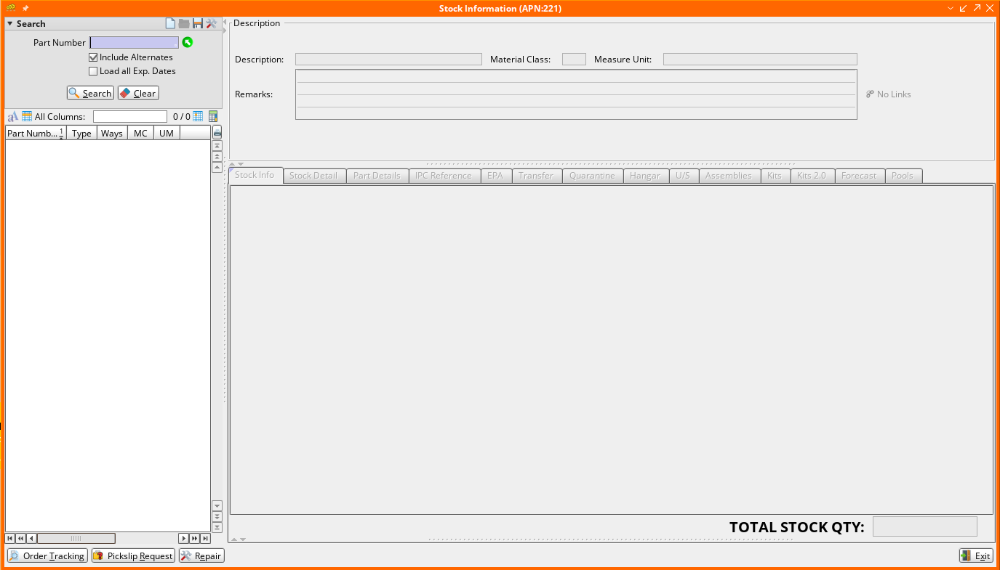 Stock Information (APN:221)
Search
Part Number
Include Alternates
Load all Exp. Dates
Search Clear
All Columns: 0 / 0
Part Numb... 1 Type Ways MC UM
Description
Description: Material Class: Measure Unit:
Remarks:
No Links
Stock Info Stock Detail Part Details IPC Reference EPA Transfer Quarantine Hangar U/S Assemblies Kits Kits 2.0 Forecast Pools
TOTAL STOCK QTY:
Order Tracking Pickslip Request Repair Exit